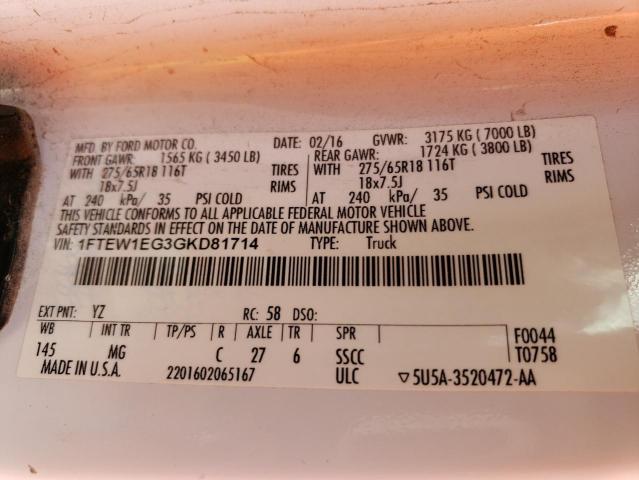 MFD. BY FORD MOTOR CO. DATE: 02/16 GVWR: 3175 KG ( 7000 LB)
FRONT GAWR: 1565 KG ( 3450 LB) REAR GAWR: 1724 KG ( 3800 LB)
WITH 275/65R18 116T TIRES WITH 275/65R18 116T TIRES
18x7.5J RIMS 18x7.5J RIMS
AT 240 kPa/ 35 PSI COLD AT 240 kPa/ 35 PSI COLD
THIS VEHICLE CONFORMS TO ALL APPLICABLE FEDERAL MOTOR VEHICLE
SAFETY STANDARDS IN EFFECT ON THE DATE OF MANUFACTURE SHOWN ABOVE.
VIN: 1FTEW1EG3GKD81714 TYPE: Truck
EXT PNT: YZ RC: 58 DSO:
WB INT TR TP/PS R AXLE TR SPR F0044
145 MG C 27 6 SSCC T0758
MADE IN U.S.A. 2201602065167 ULC ▽5U5A-3520472-AA